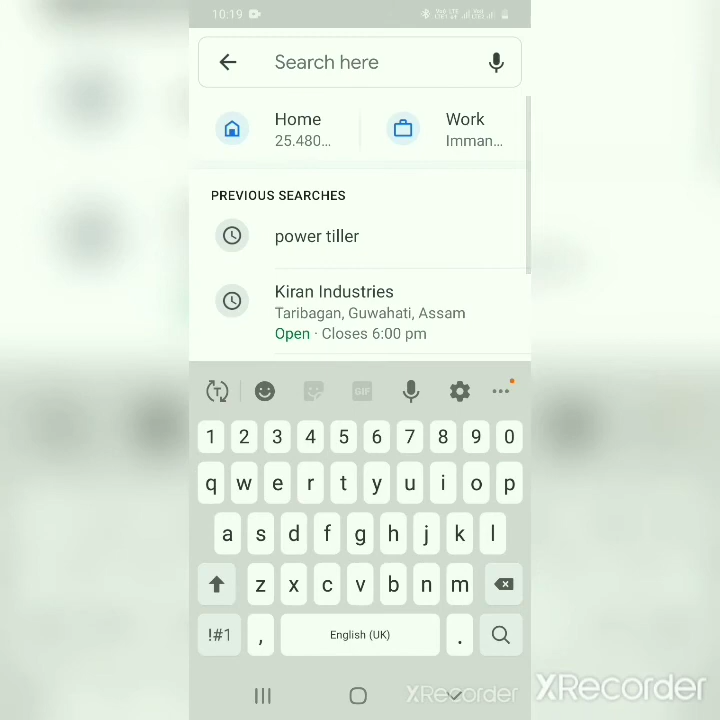 10:19
Search here
Home
25.480...
Work
Imman...
PREVIOUS SEARCHES
power tiller
Kiran Industries
Taribagan, Guwahati, Assam
Open · Closes 6:00 pm
T
GIF
1 2 3 4 5 6 7 8 9 0
q w e r t y u i o p
a s d f g h j k l
z x c v b n m
!#1 , English (UK) .
XRecorder
XRecorder